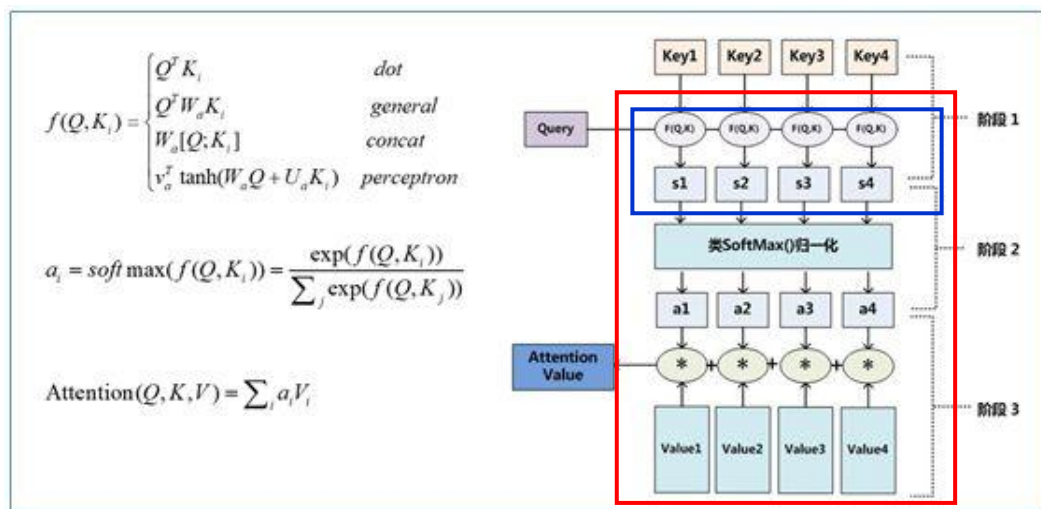 f(Q,K_i) = { Q^T K_i dot
Q^T W_a K_i general
W_a[Q;K_i] concat
v_a^T tanh(W_a Q + U_a K_i) perceptron
a_i = soft max(f(Q,K_i)) = exp(f(Q,K_i)) / ∑_j exp(f(Q,K_j))
Attention(Q,K,V) = ∑_i a_i V_i
Key1 Key2 Key3 Key4
阶段 1
Query
F(Q,K) F(Q,K) F(Q,K) F(Q,K)
s1 s2 s3 s4
类SoftMax()归一化
阶段 2
a1 a2 a3 a4
Attention
Value
* + * + * + *
阶段 3
Value1 Value2 Value3 Value4